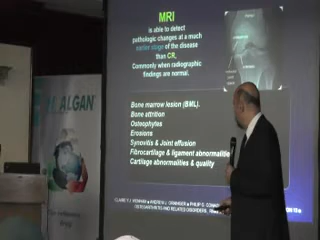 MRI
is able to detect
pathologic changes at a much
earlier stage of the disease
than CR.
Commonly when radiographic
findings are normal.
Bone marrow lesion (BML).
Bone attrition
Osteophytes
Erosions
Synovitis & Joint effusion
Fibrocartilage & ligament abnormalities
Cartilage abnormalities & quality
ALGAN